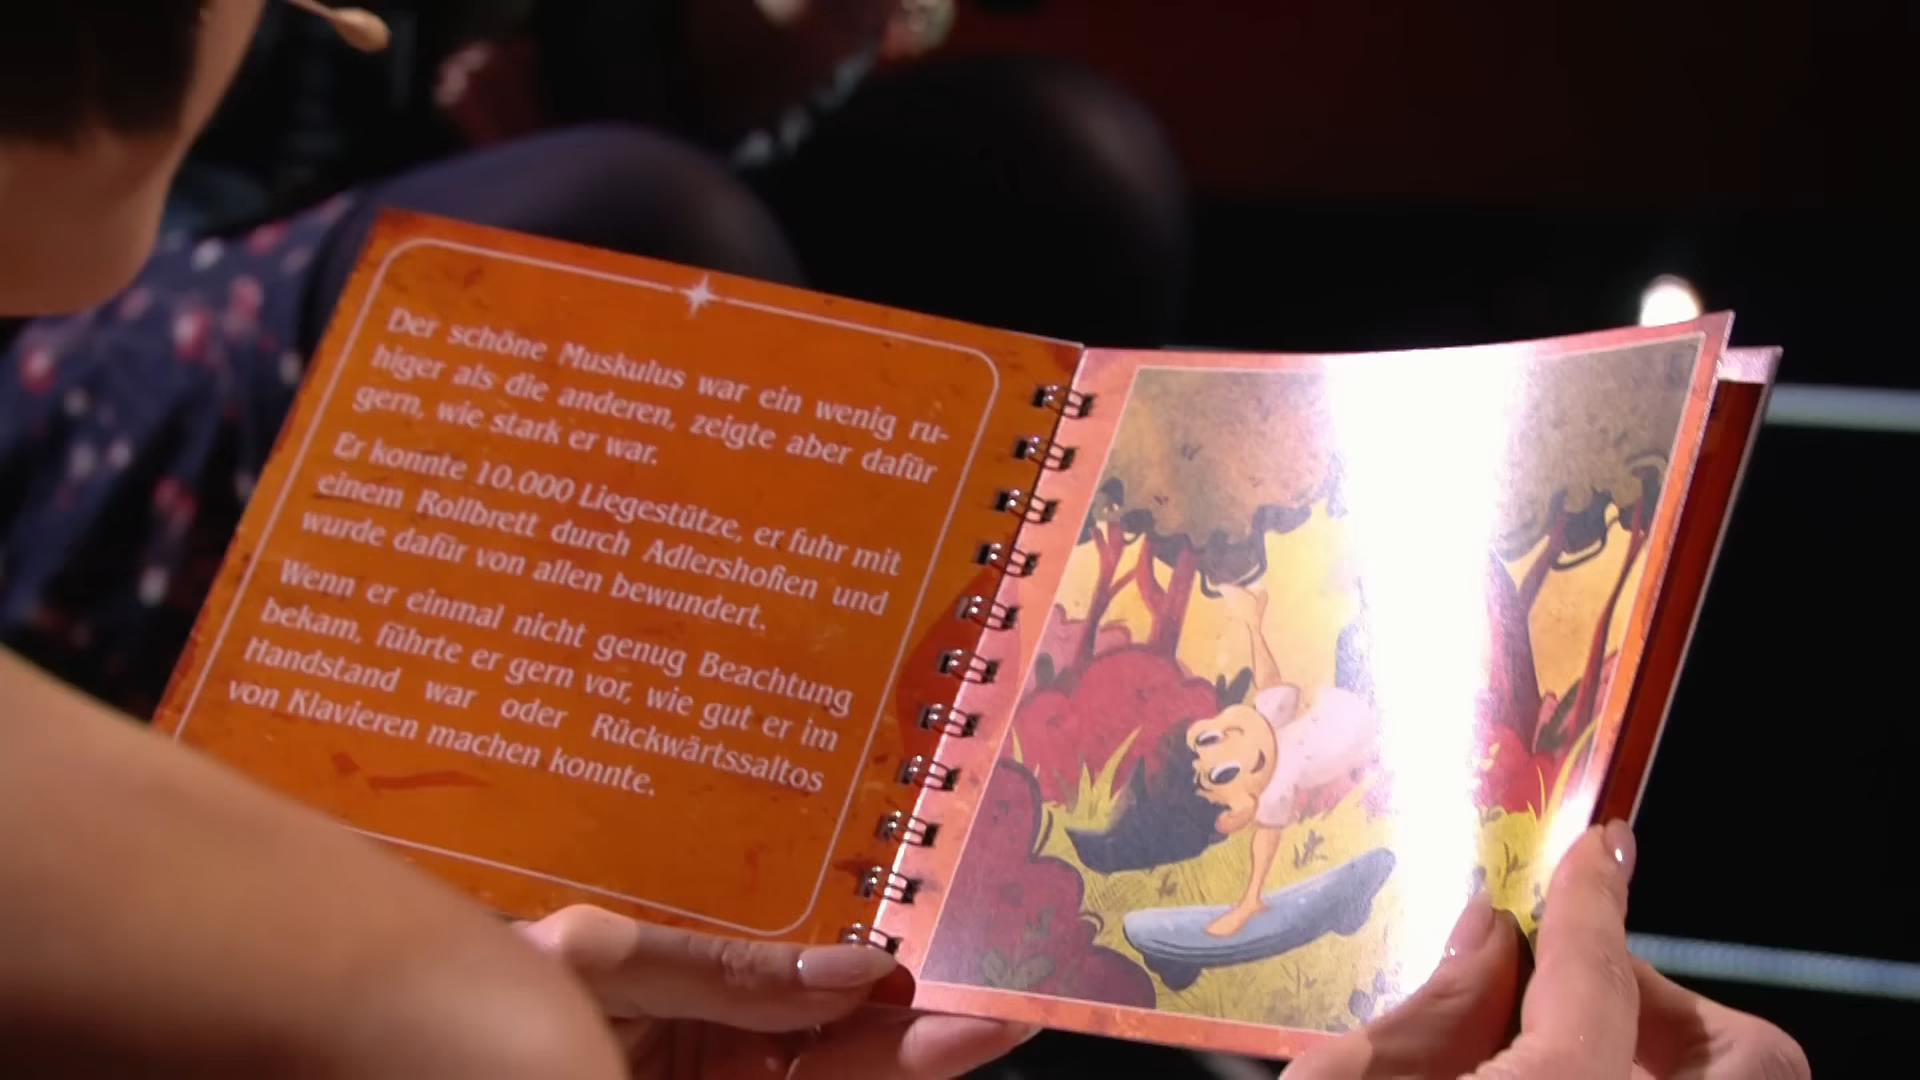 Der schöne Muskulus war ein wenig ru-
higer als die anderen, zeigte aber dafür
gern, wie stark er war.
Er konnte 10.000 Liegestütze, er fuhr mit
einem Rollbrett durch Adlershofien und
wurde dafür von allen bewundert.
Wenn er einmal nicht genug Beachtung
bekam, führte er gern vor, wie gut er im
Handstand war oder Rückwärtssaltos
von Klavieren machen konnte.